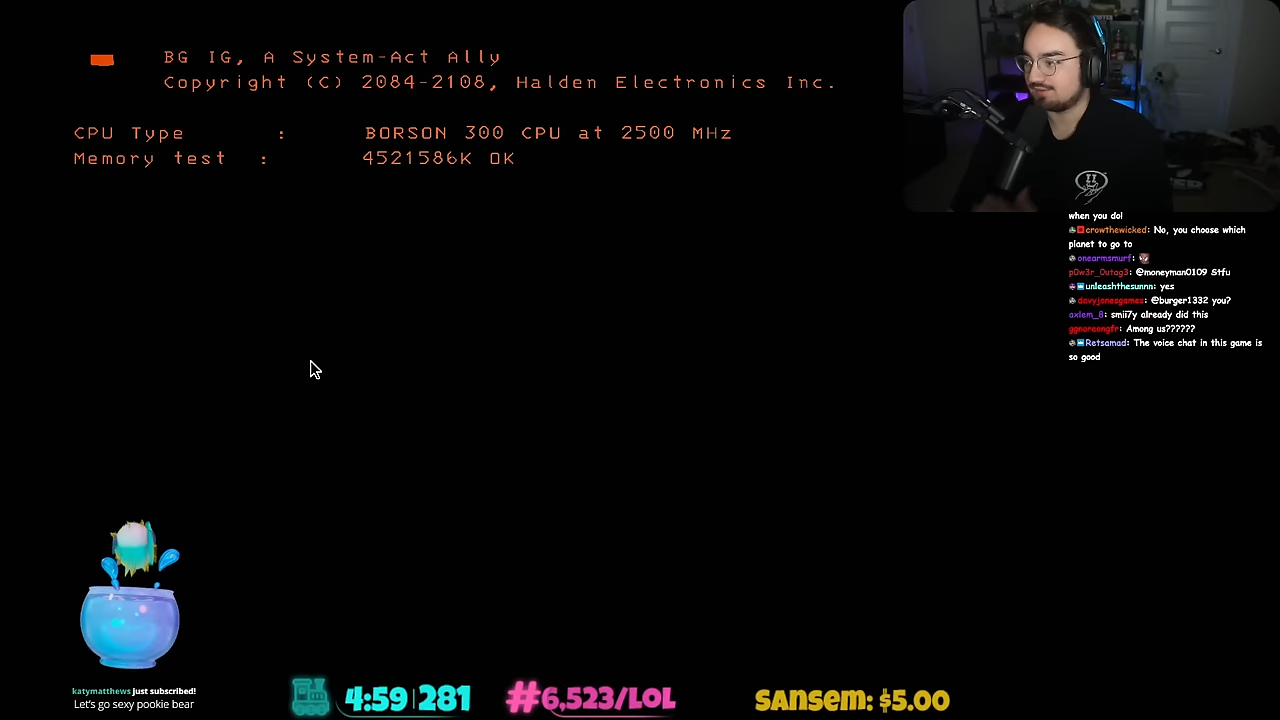 BG IG, A System-Act Ally
Copyright (C) 2084-2108, Halden Electronics Inc.
CPU Type : BORSON 300 CPU at 2500 MHz
Memory test : 4521586K OK
when you do!
crowthewicked: No, you choose which
planet to go to
onearmsmurf:
p0w3r_0utag3: @moneyman0109 Stfu
unleashthesunnn: yes
davyjonesgames: @burger1332 you?
axlem_8: smii7y already did this
ggnoreongfr: Among us??????
Retsamad: The voice chat in this game is
so good
katymatthews just subscribed!
Let's go sexy pookie bear
4:59|281
#6,523/LOL
Sansem: $5.00